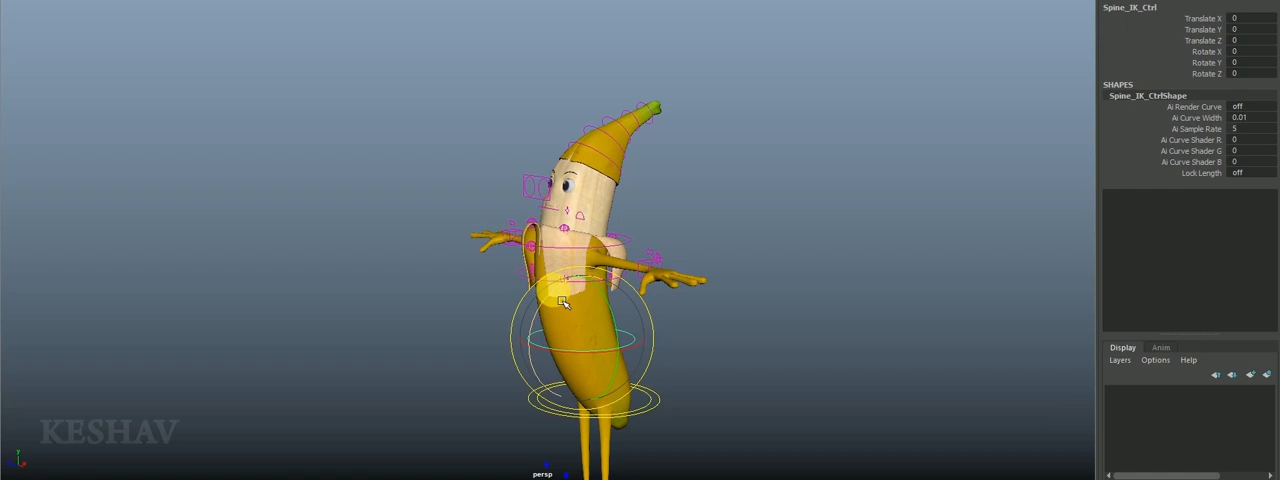 Spine_IK_Ctrl
Translate X 0
Translate Y 0
Translate Z 0
Rotate X 0
Rotate Y 0
Rotate Z 0
SHAPES
Spine_IK_CtrlShape
Ai Render Curve off
Ai Curve Width 0.01
Ai Sample Rate 5
Ai Curve Shader R 0
Ai Curve Shader G 0
Ai Curve Shader B 0
Lock Length off
Display Anim
Layers Options Help
KESHAV
y
persp